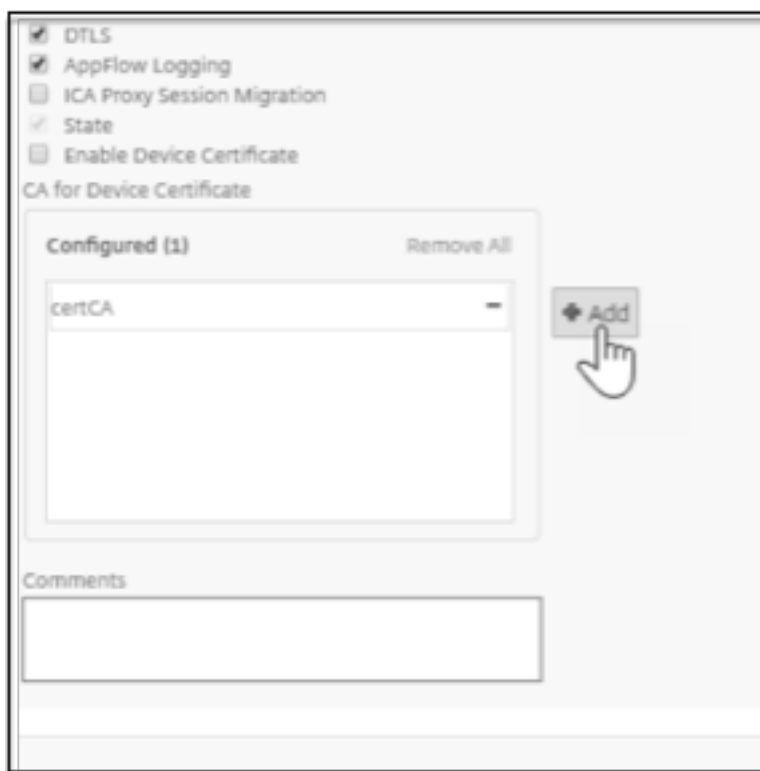 DTLS
AppFlow Logging
ICA Proxy Session Migration
State
Enable Device Certificate
CA for Device Certificate
Configured (1) Remove All
certCA
Add
Comments